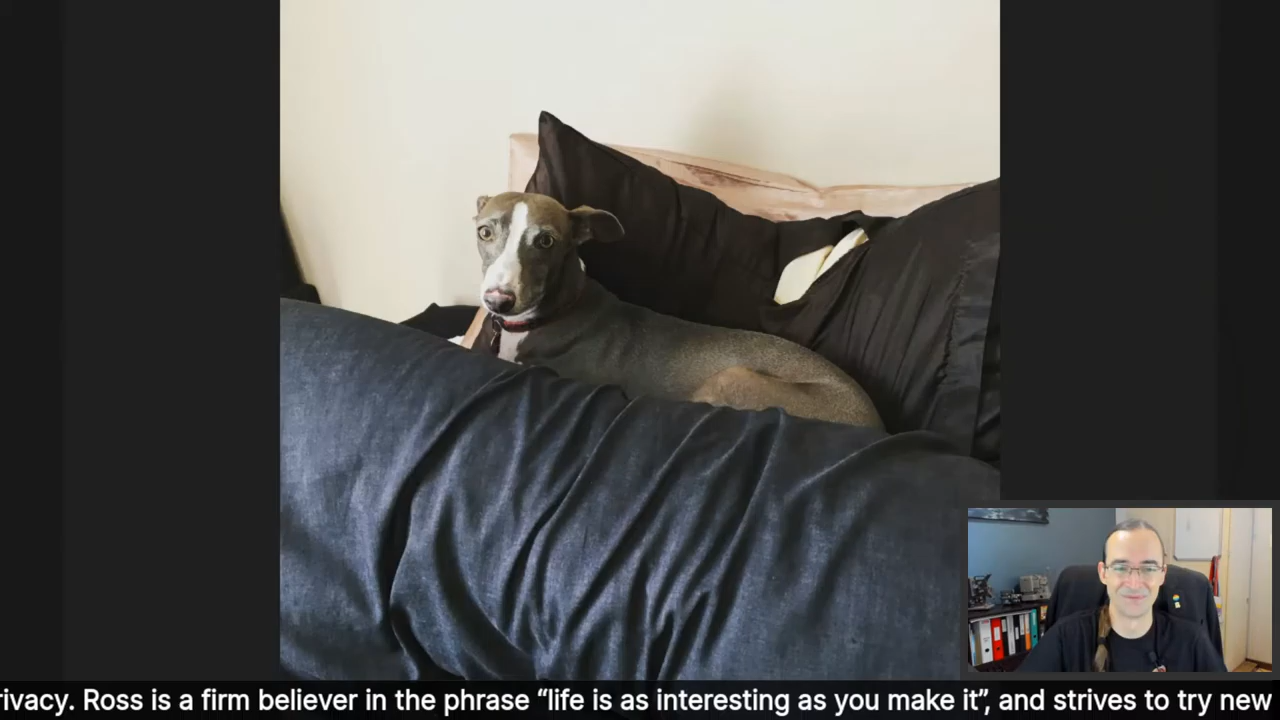 rivacy. Ross is a firm believer in the phrase “life is as interesting as you make it”, and strives to try new